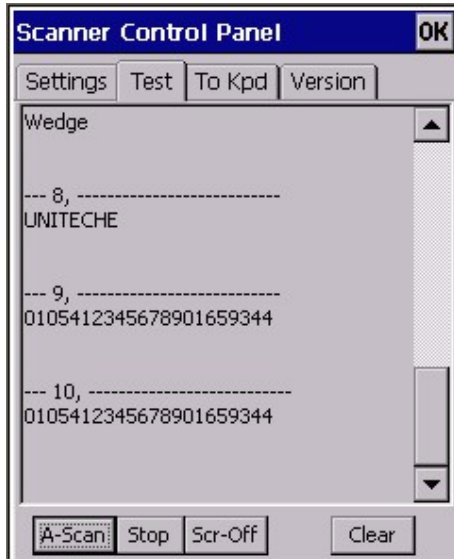 Scanner Control Panel OK
Settings Test To Kpd Version
Wedge
--- 8, ---------------------------
UNITECHE
--- 9, ---------------------------
0105412345678901659344
--- 10, ---------------------------
0105412345678901659344
A-Scan Stop Scr-Off Clear